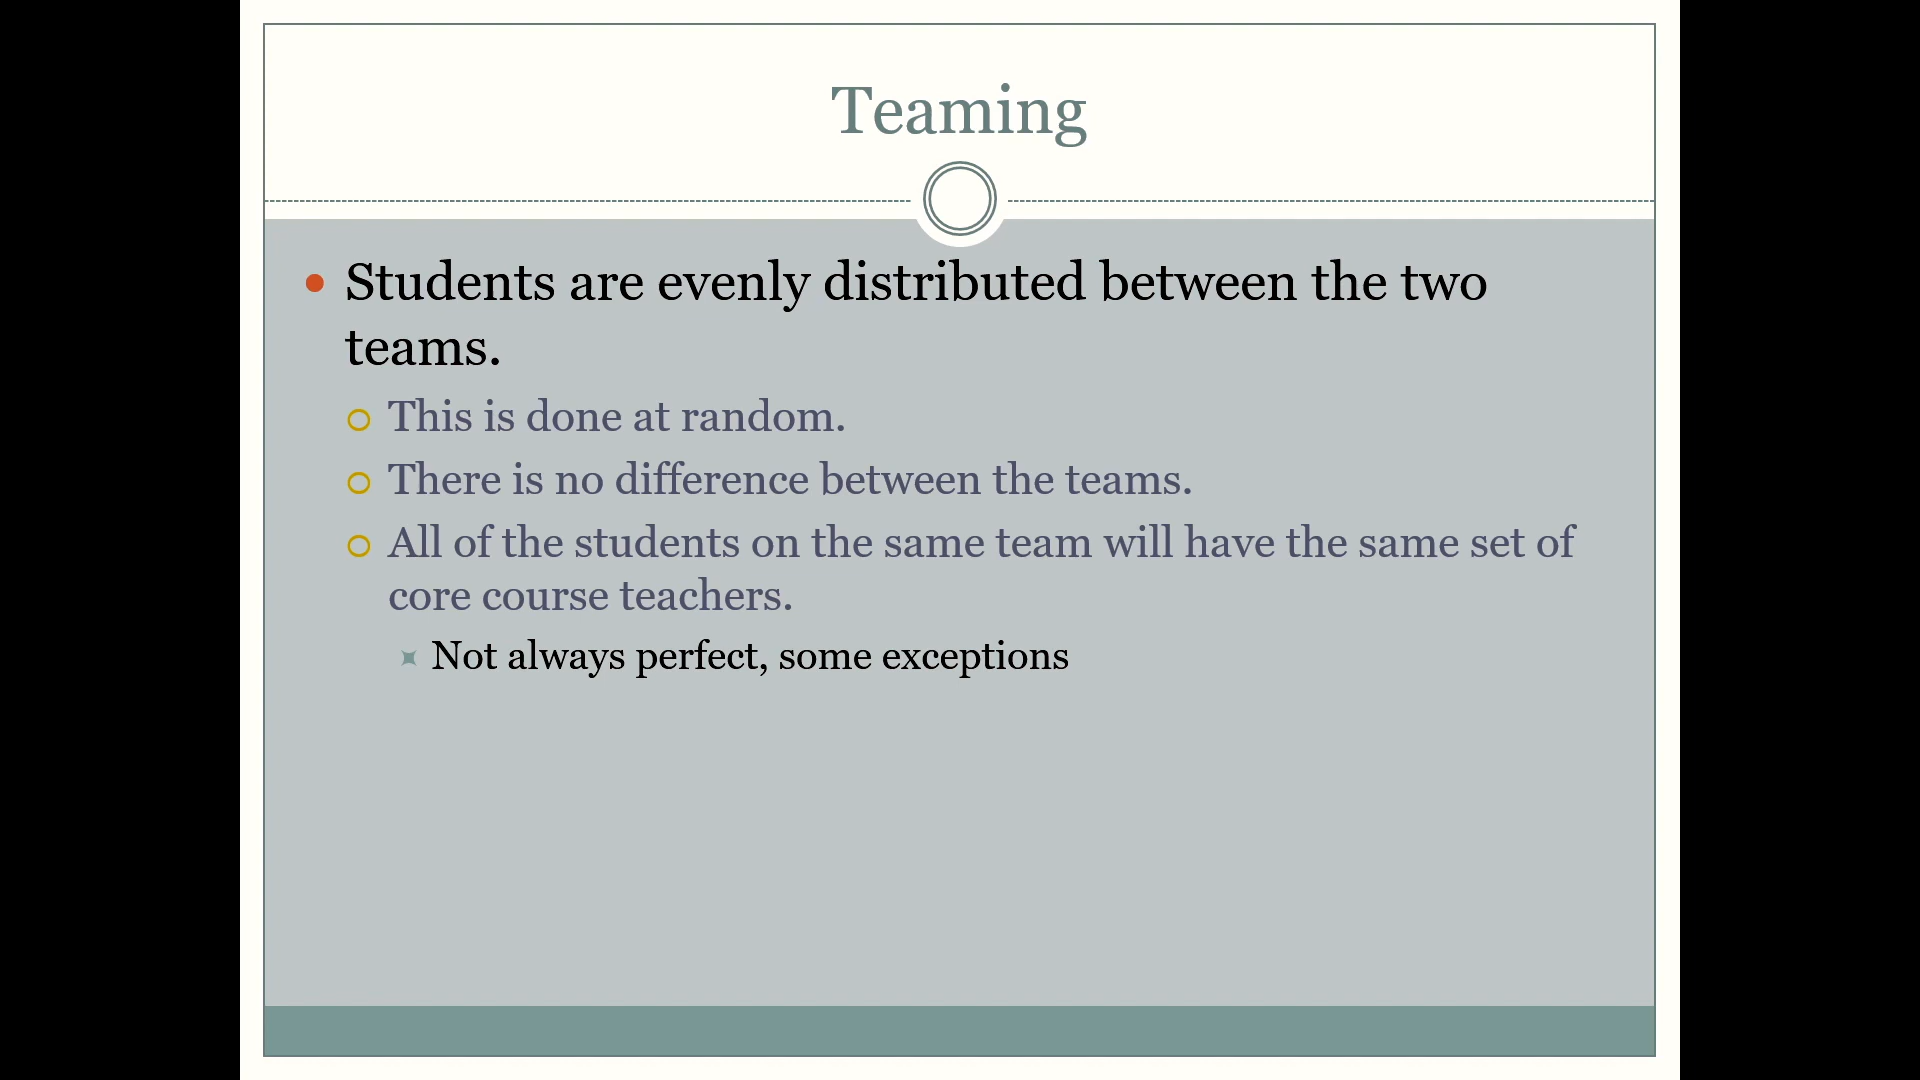 Teaming
Students are evenly distributed between the two
teams.
This is done at random.
There is no difference between the teams.
All of the students on the same team will have the same set of
core course teachers.
Not always perfect, some exceptions